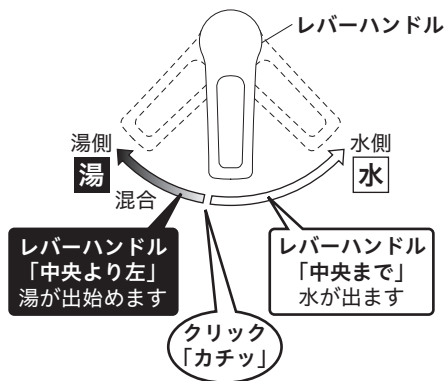 レバーハンドル
湯側
湯
混合
水側
水
レバーハンドル
「中央より左」
湯が出始めます
レバーハンドル
「中央まで」
水が出ます
クリック
「カチッ」